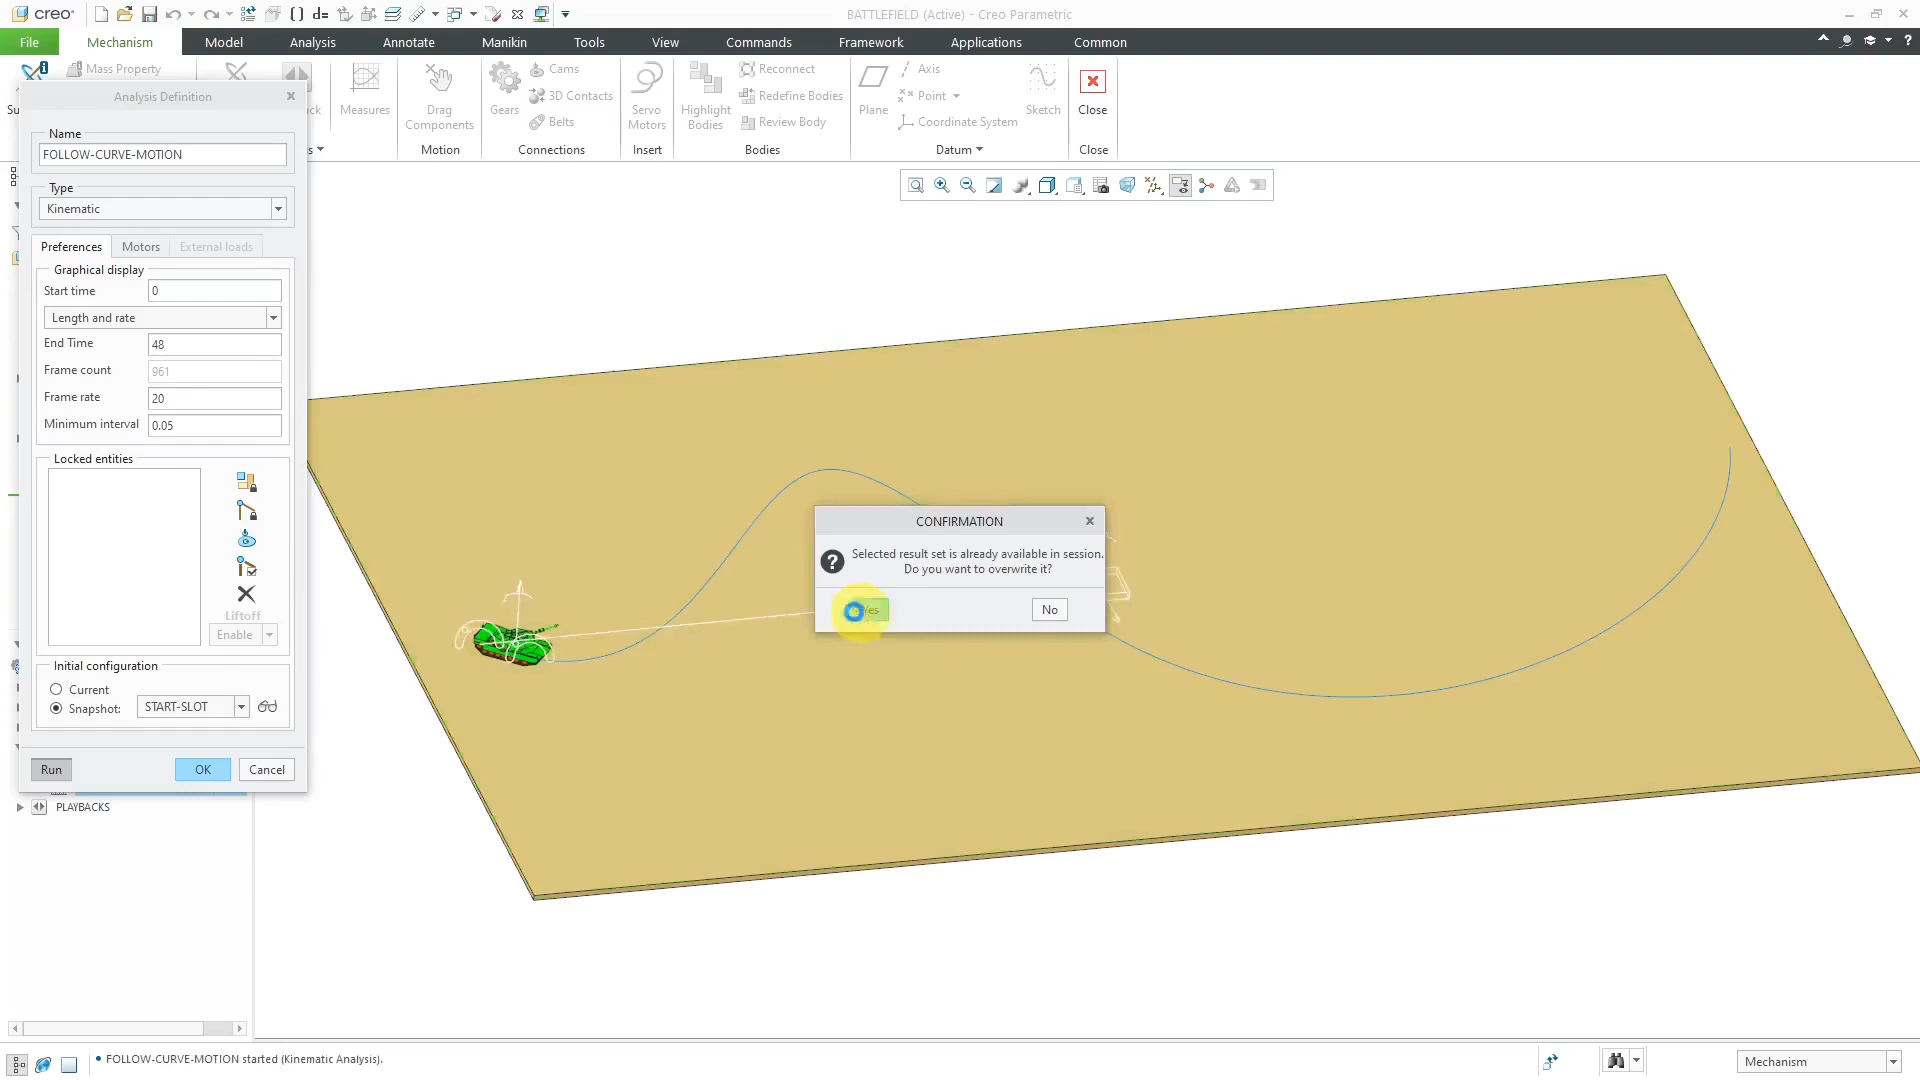 creo
BATTLEFIELD (Active) - Creo Parametric
File
Mechanism
Model
Analysis
Annotate
Manikin
Tools
View
Commands
Framework
Applications
Common
Mass Property
Measures
Drag
Components
Gears
Cams
3D Contacts
Belts
Servo
Motors
Highlight
Bodies
Reconnect
Redefine Bodies
Review Body
Plane
Axis
Point
Coordinate System
Sketch
Close
Motion
Connections
Insert
Bodies
Datum
Close
Analysis Definition
Name
FOLLOW-CURVE-MOTION
Type
Kinematic
Preferences
Motors
External loads
Graphical display
Start time
0
Length and rate
End Time
48
Frame count
961
Frame rate
20
Minimum interval
0.05
Locked entities
Liftoff
Enable
Initial configuration
Current
Snapshot:
START-SLOT
Run
OK
Cancel
PLAYBACKS
CONFIRMATION
Selected result set is already available in session.
Do you want to overwrite it?
No
FOLLOW-CURVE-MOTION started (Kinematic Analysis).
Mechanism